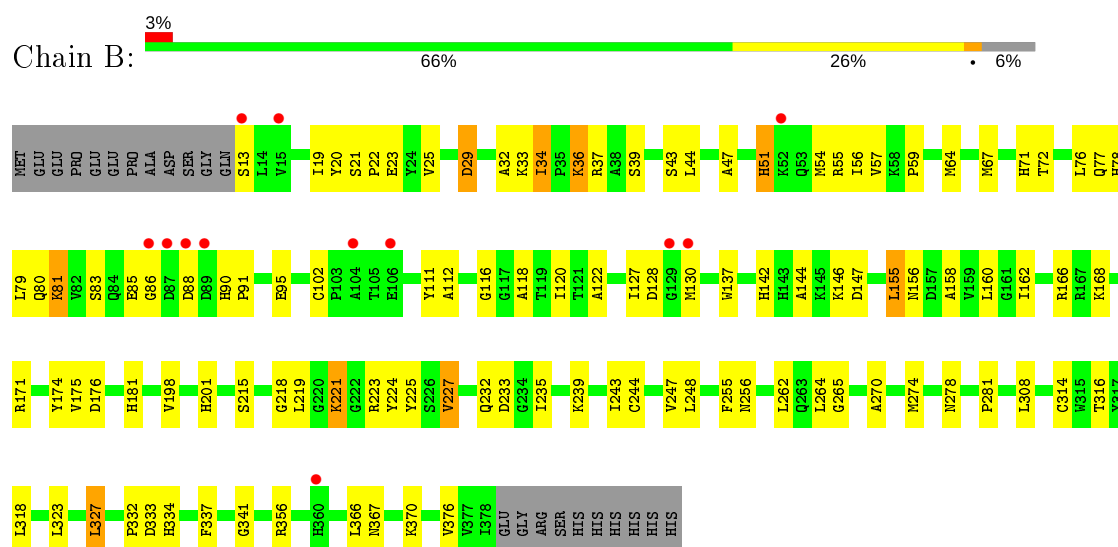 3%
Chain B:
66% 26% • 6%
MET GLU GLU PRO GLU GLU PRO ALA ASP SER GLY GLN S13 L14 V15 I19 Y20 S21 P22 E23 Y24 V25 D29 A32 K33 I34 P35 K36 R37 A38 S39 S43 L44 A47 H51 K52 Q53 M54 R55 I56 V57 K58 P59 M64 M67 H71 T72 L76 Q77 H78
L79 Q80 K81 V82 S83 Q84 E85 G86 D87 D88 D89 H90 P91 E95 C102 P103 A104 T105 E106 Y111 A112 G116 G117 A118 T119 I120 T121 A122 I127 D128 G129 M130 W137 H142 H143 A144 K145 K146 D147 L155 N156 D157 A158 V159 L160 G161 I162 R166 R167 K168
R171 Y174 V175 D176 H181 V198 H201 S215 G218 L219 G220 K221 G222 R223 Y224 Y225 S226 V227 Q232 D233 G234 I235 K239 I243 C244 V247 L248 F255 N256 L262 Q263 L264 G265 A270 M274 N278 P281 L308 C314 W315 T316 Y317
L318 L323 L327 P332 D333 H334 F337 G341 R356 H360 L366 N367 K370 V376 V377 I378 GLU GLY ARG SER HIS HIS HIS HIS HIS HIS